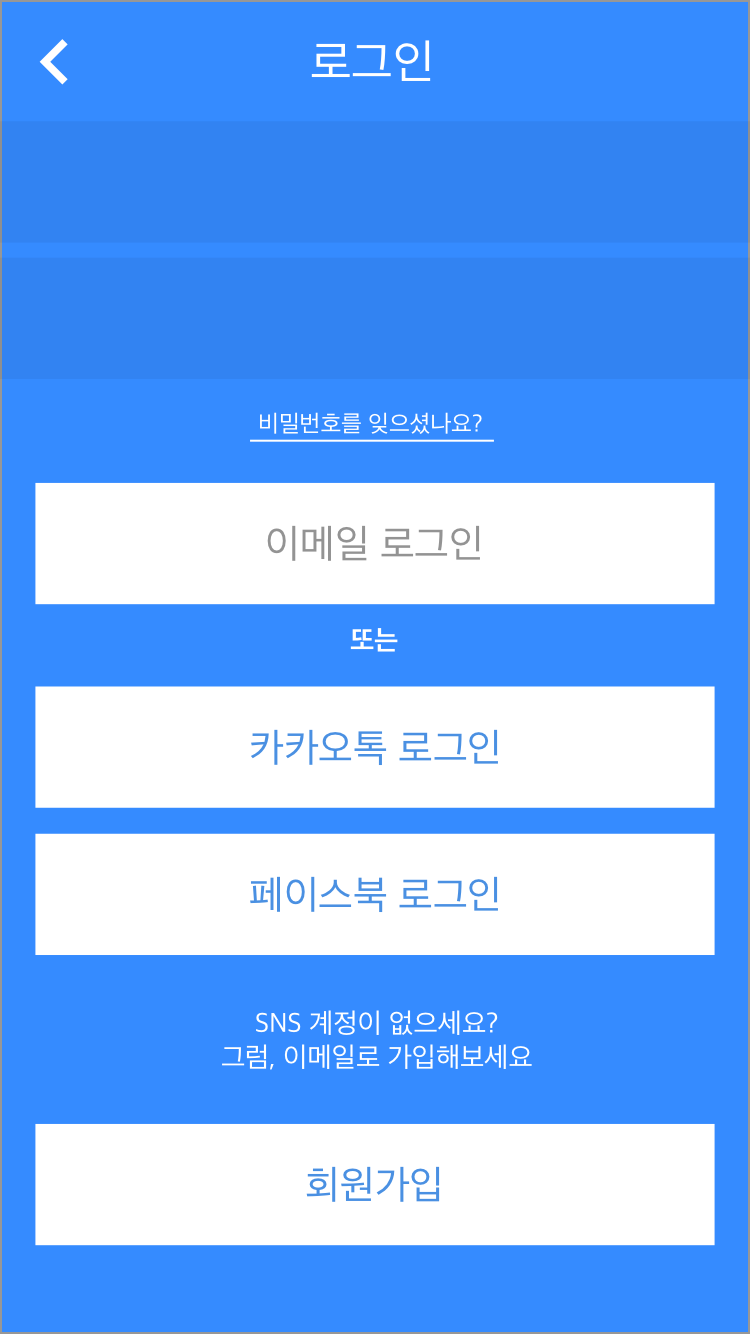 로그인
비밀번호를 잊으셨나요?
이메일 로그인
또는
카카오톡 로그인
페이스북 로그인
SNS 계정이 없으세요?
그럼, 이메일로 가입해보세요
회원가입